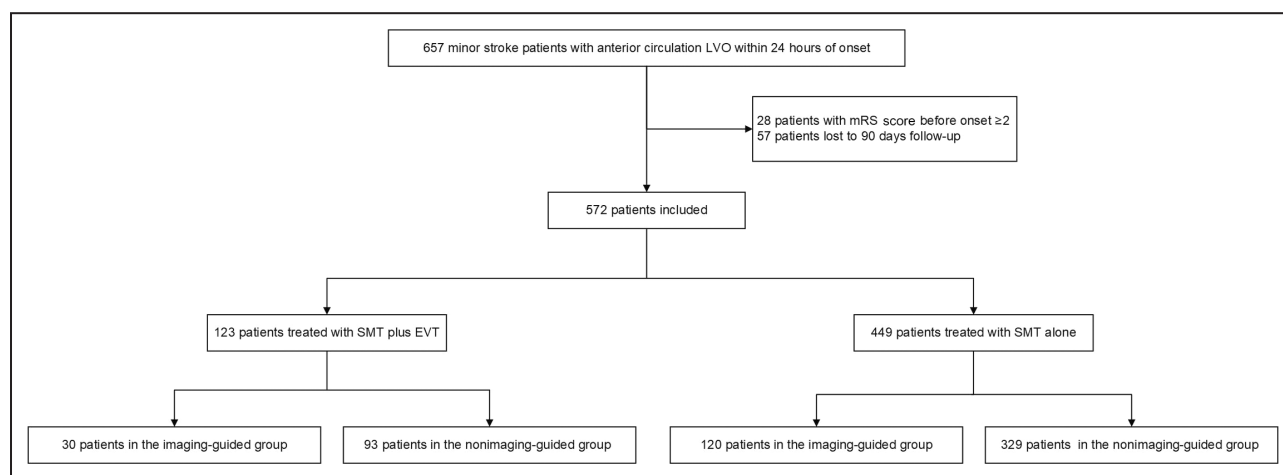 657 minor stroke patients with anterior circulation LVO within 24 hours of onset
28 patients with mRS score before onset ≥2
57 patients lost to 90 days follow-up
572 patients included
123 patients treated with SMT plus EVT
449 patients treated with SMT alone
30 patients in the imaging-guided group
93 patients in the nonimaging-guided group
120 patients in the imaging-guided group
329 patients in the nonimaging-guided group